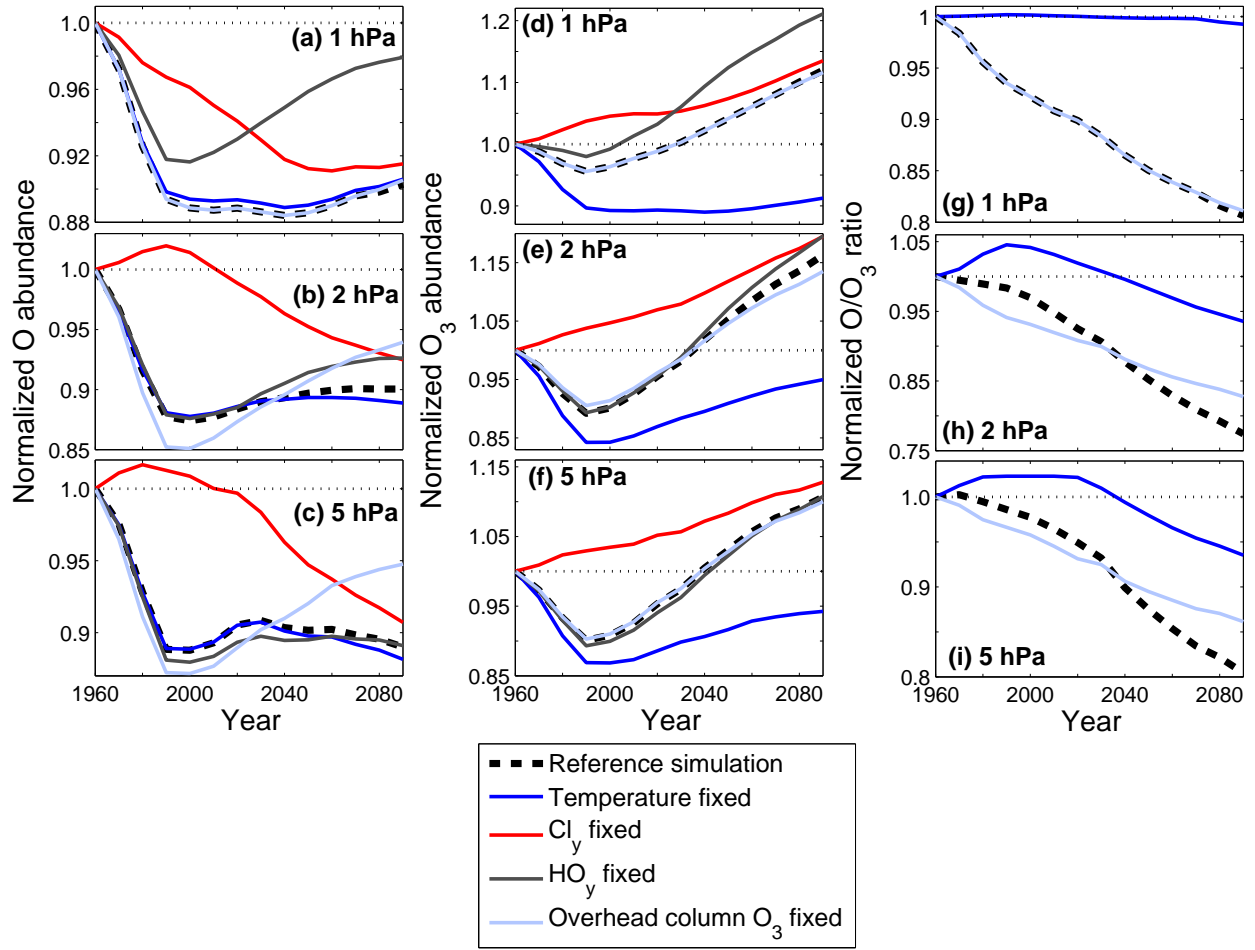 1.0
0.96
0.92
0.88
(a) 1 hPa
1.0
0.95
0.9
0.85
(b) 2 hPa
1.0
0.95
0.9
(c) 5 hPa
Normalized O abundance
1960
2000
2040
2080
Year
1.2
1.1
1.0
0.9
(d) 1 hPa
1.15
1.05
0.95
0.85
(e) 2 hPa
1.15
1.05
0.95
0.85
(f) 5 hPa
Normalized O3 abundance
1960
2000
2040
2080
Year
1
0.95
0.9
0.85
0.8
(g) 1 hPa
1.05
0.95
0.85
0.75
(h) 2 hPa
1.0
0.9
0.8
(i) 5 hPa
Normalized O/O3 ratio
1960
2000
2040
2080
Year
Reference simulation
Temperature fixed
Cly fixed
HOy fixed
Overhead column O3 fixed